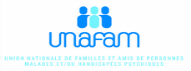 unafam
UNION NATIONALE DE FAMILLES ET AMIS DE PERSONNES
MALADES ET/OU HANDICAPÉES PSYCHIQUES